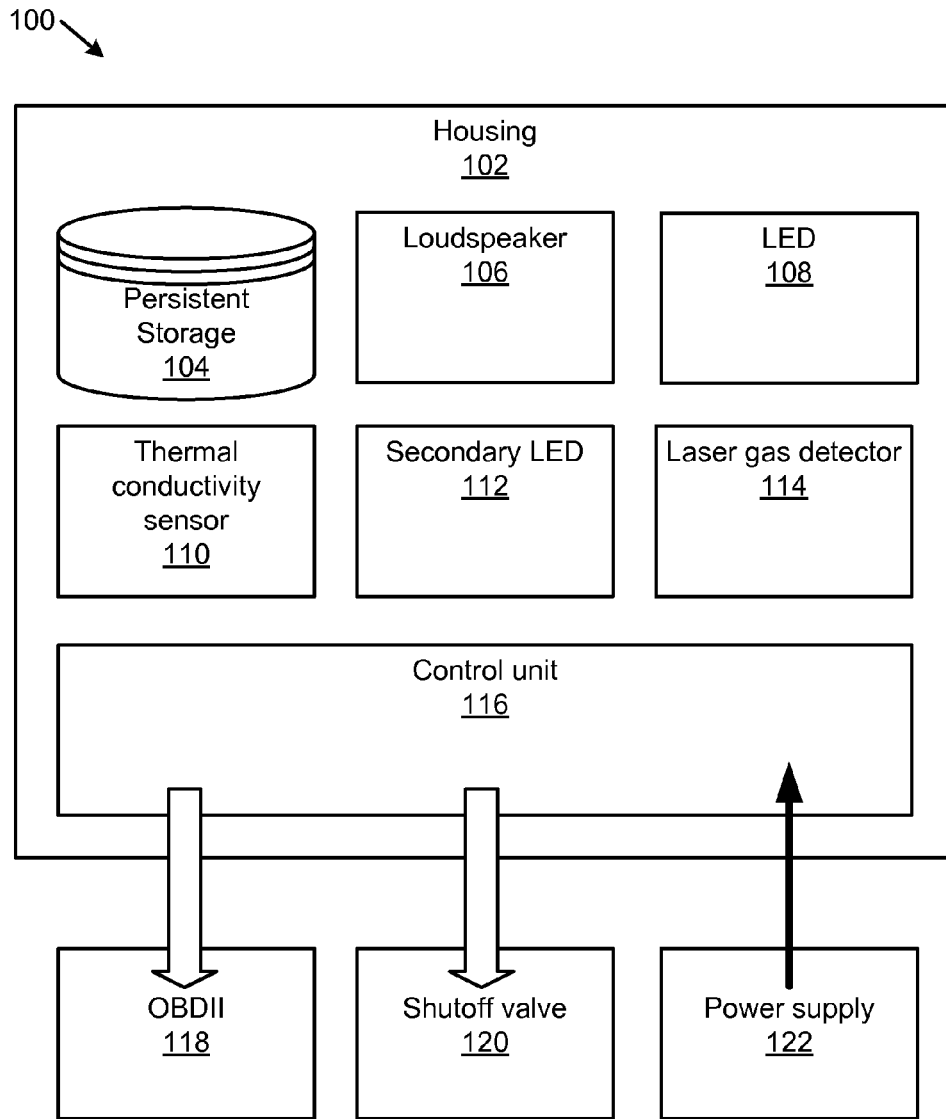 100
Housing
102
Persistent
Storage
104
Loudspeaker
106
LED
108
Thermal
conductivity
sensor
110
Secondary LED
112
Laser gas detector
114
Control unit
116
OBDII
118
Shutoff valve
120
Power supply
122